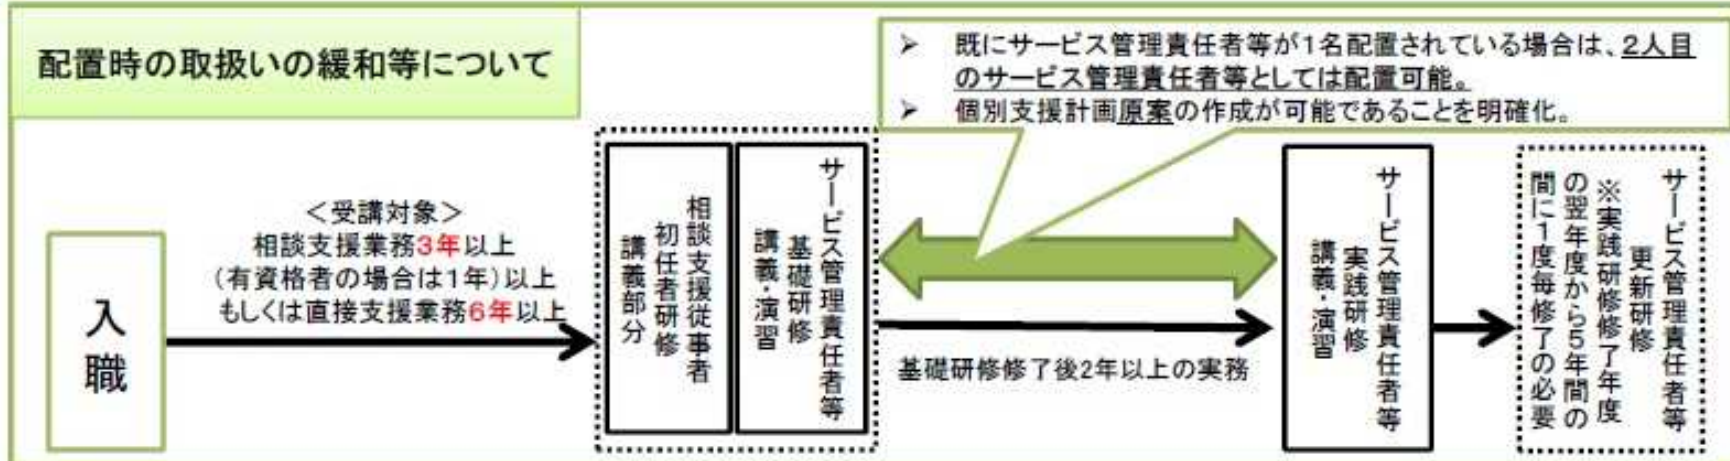 配置時の取扱いの緩和等について
➢ 既にサービス管理責任者等が1名配置されている場合は、2人目
のサービス管理責任者等としては配置可能。
➢ 個別支援計画原案の作成が可能であることを明確化。
入職
＜受講対象＞
相談支援業務3年以上
(有資格者の場合は1年)以上
もしくは直接支援業務6年以上
相談支援従事者
初任者研修
講義部分
サービス管理責任者等
基礎研修
講義・演習
基礎研修修了後2年以上の実務
サービス管理責任者等
実践研修
講義・演習
サービス管理責任者等
更新研修
※実践研修修了年度
の翌年度から5年間の
間に1度毎修了の必要